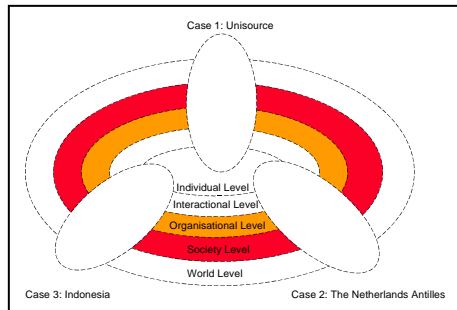 Case 1: Unisource
Individual Level
Interactional Level
Organisational Level
Society Level
World Level
Case 3: Indonesia
Case 2: The Netherlands Antilles